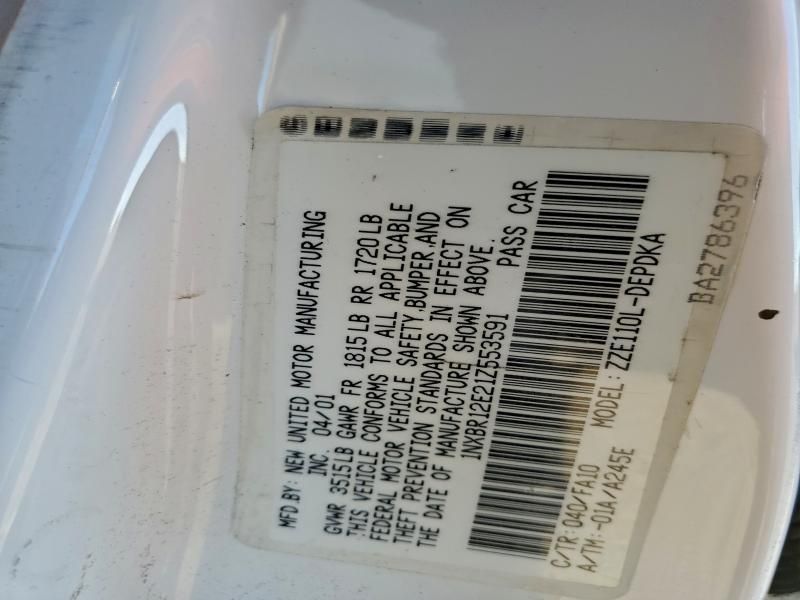 MFD.BY: NEW UNITED MOTOR MANUFACTURING
INC. 04/01
GVWR 3515LB GAWR FR 1815LB RR 1720LB
THIS VEHICLE CONFORMS TO ALL APPLICABLE
FEDERAL MOTOR VEHICLE SAFETY,BUMPER,AND
THEFT PREVENTION STANDARDS IN EFFECT ON
THE DATE OF MANUFACTURE SHOWN ABOVE.
1NXBR12E21Z553591 PASS CAR
C/TR:040/FA10 MODEL:ZZE110L-DEPDKA
A/TM:-01A/A245E
BA2786396